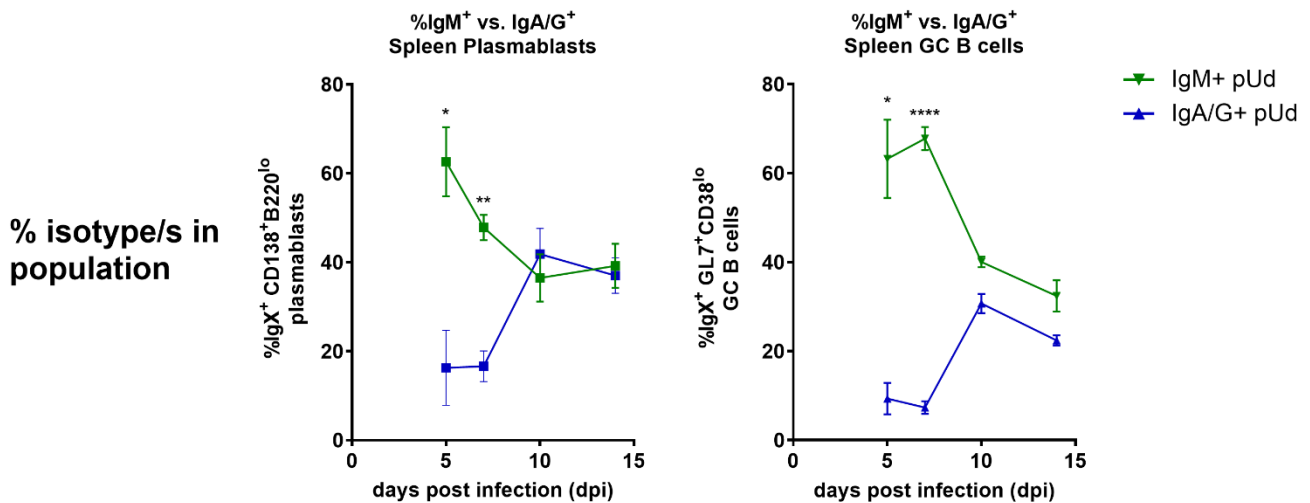 %IgM⁺ vs. IgA/G⁺
Spleen Plasmablasts
%IgM⁺ vs. IgA/G⁺
Spleen GC B cells
IgM+ pUd
IgA/G+ pUd
% isotype/s in
population
%IgX⁺ CD138⁺B220ˡᵒ
plasmablasts
80
60
40
20
0
*
**
0
5
10
15
days post infection (dpi)
%IgX⁺ GL7⁺CD38ˡᵒ
GC B cells
80
60
40
20
0
*
****
0
5
10
15
days post infection (dpi)